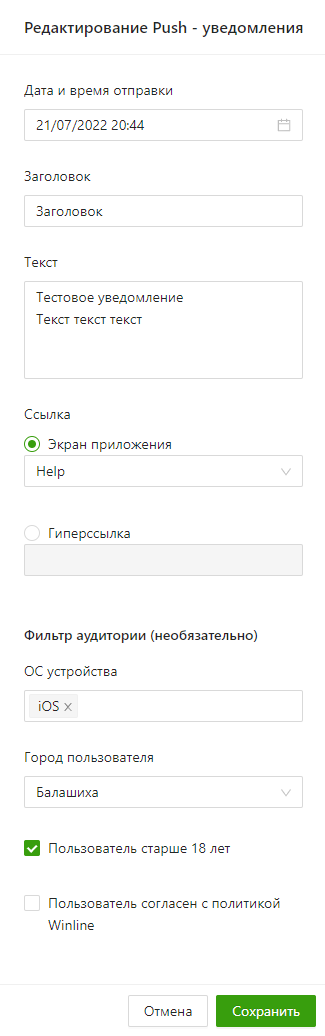 Редактирование Push - уведомления
Дата и время отправки
21/07/2022 20:44
Заголовок
Заголовок
Текст
Тестовое уведомление
Текст текст текст
Ссылка
Экран приложения
Help
Гиперссылка
Фильтр аудитории (необязательно)
ОС устройства
iOS
Город пользователя
Балашиха
Пользователь старше 18 лет
Пользователь согласен с политикой
Winline
Отмена
Сохранить